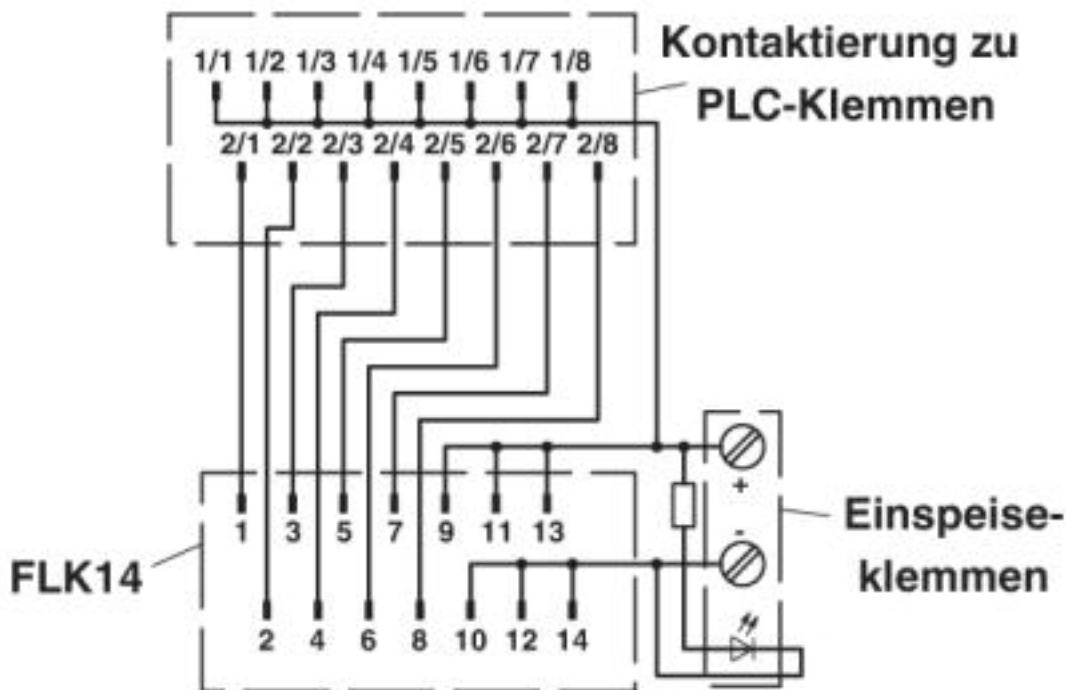 Kontaktierung zu
PLC-Klemmen
1/1 1/2 1/3 1/4 1/5 1/6 1/7 1/8
2/1 2/2 2/3 2/4 2/5 2/6 2/7 2/8
+
-
1 3 5 7 9 11 13
Einspeise-
klemmen
FLK14
2 4 6 8 10 12 14